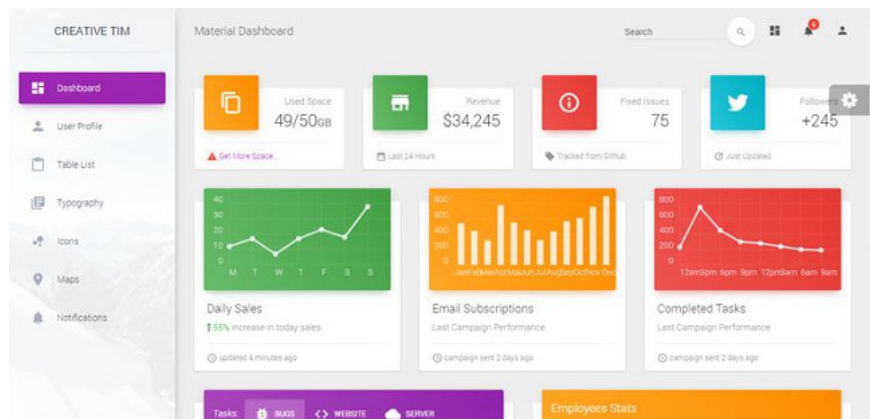 CREATIVE TIM
Dashboard
User Profile
Table List
Typography
Icons
Maps
Notifications
Material Dashboard
Search
Used Space
49/50GB
Get More Space...
Revenue
$34,245
Last 24 Hours
Fixed Issues
75
Tracked from Github
Followers
+245
Just Updated
40
30
20
10
0
M T W T F S S
Daily Sales
55% increase in today sales.
updated 4 minutes ago
800
600
400
200
0
JanFebMarAprMaiJunJulAugSepOctNovDec
Email Subscriptions
Last Campaign Performance
campaign sent 2 days ago
800
600
400
200
0
12am3pm 6pm 9pm 12pm3am 6am 9am
Completed Tasks
Last Campaign Performance
campaign sent 2 days ago
Tasks: BUGS WEBSITE SERVER
Employees Stats